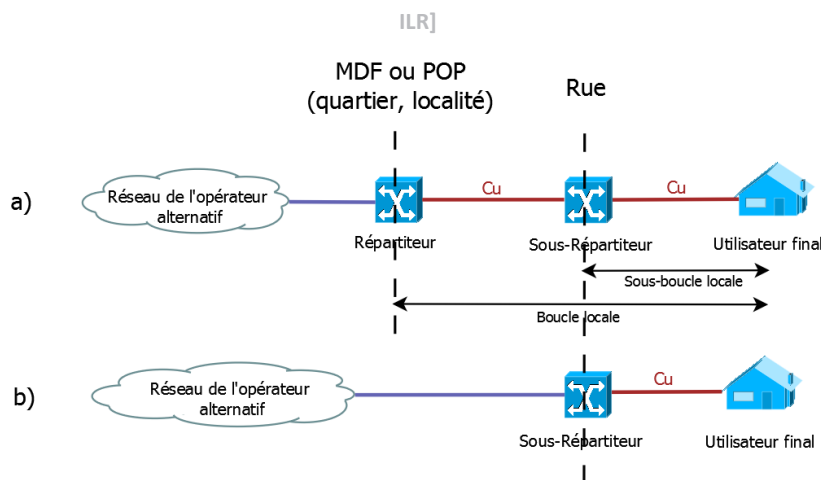 ILR]
MDF ou POP
(quartier, localité)
Rue
a)
Réseau de l'opérateur
alternatif
Cu
Cu
Répartiteur
Sous-Répartiteur
Utilisateur final
Sous-boucle locale
Boucle locale
b)
Réseau de l'opérateur
alternatif
Cu
Sous-Répartiteur
Utilisateur final